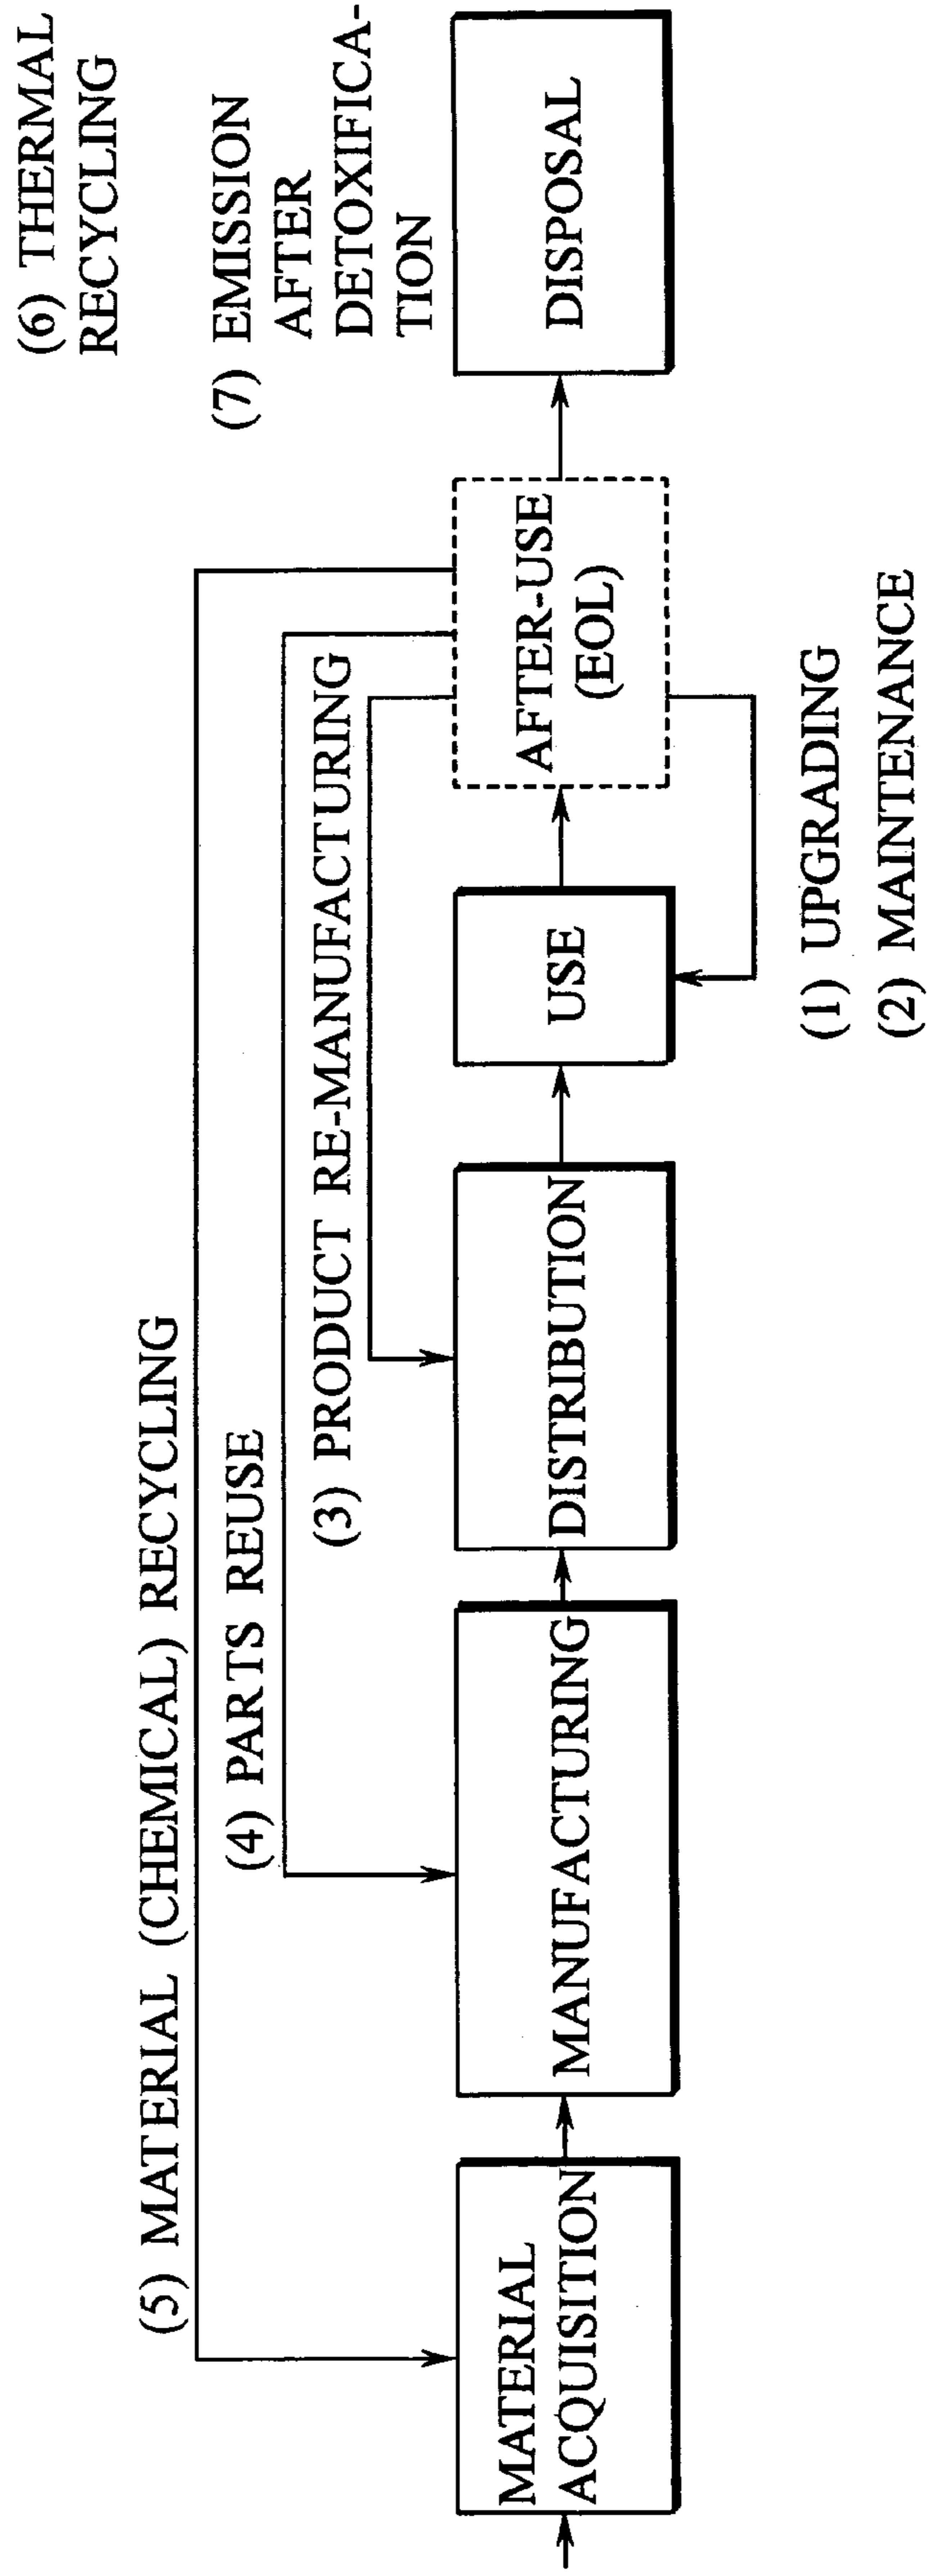 (5) MATERIAL (CHEMICAL) RECYCLING
(4) PARTS REUSE
(3) PRODUCT RE-MANUFACTURING
(6) THERMAL
RECYCLING
(7) EMISSION
AFTER
DETOXIFICA-
TION
MATERIAL
ACQUISITION
MANUFACTURING
DISTRIBUTION
USE
AFTER-USE
(EOL)
DISPOSAL
(1) UPGRADING
(2) MAINTENANCE